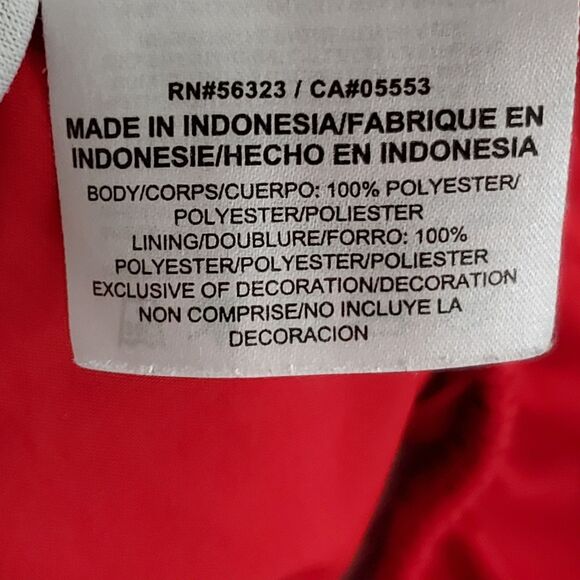 RN#56323 / CA#05553
MADE IN INDONESIA/FABRIQUE EN
INDONESIE/HECHO EN INDONESIA
BODY/CORPS/CUERPO: 100% POLYESTER/
POLYESTER/POLIESTER
LINING/DOUBLURE/FORRO: 100%
POLYESTER/POLYESTER/POLIESTER
EXCLUSIVE OF DECORATION/DECORATION
NON COMPRISE/NO INCLUYE LA
DECORACION